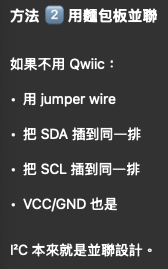 方法 2️⃣ 用麵包板並聯
如果不用 Qwiic：
• 用 jumper wire
• 把 SDA 插到同一排
• 把 SCL 插到同一排
• VCC/GND 也是
I²C 本來就是並聯設計。